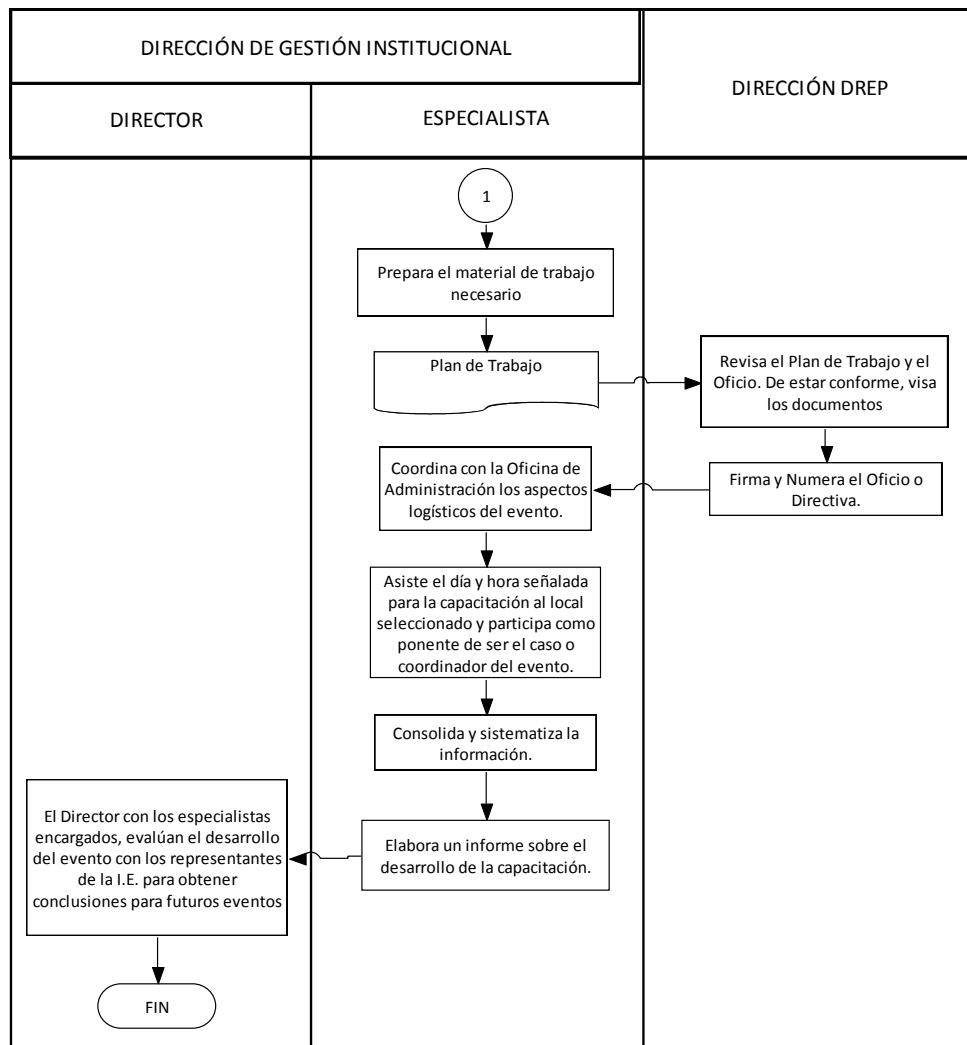 DIRECCIÓN DE GESTIÓN INSTITUCIONAL
DIRECCIÓN DREP
DIRECTOR
ESPECIALISTA
1
Prepara el material de trabajo
necesario
Plan de Trabajo
Revisa el Plan de Trabajo y el
Oficio. De estar conforme, visa
los documentos
Firma y Numera el Oficio o
Directiva.
Coordina con la Oficina de
Administración los aspectos
logísticos del evento.
Asiste el día y hora señalada
para la capacitación al local
seleccionado y participa como
ponente de ser el caso o
coordinador del evento.
Consolida y sistematiza la
información.
Elabora un informe sobre el
desarrollo de la capacitación.
El Director con los especialistas
encargados, evalúan el desarrollo
del evento con los representantes
de la I.E. para obtener
conclusiones para futuros eventos
FIN